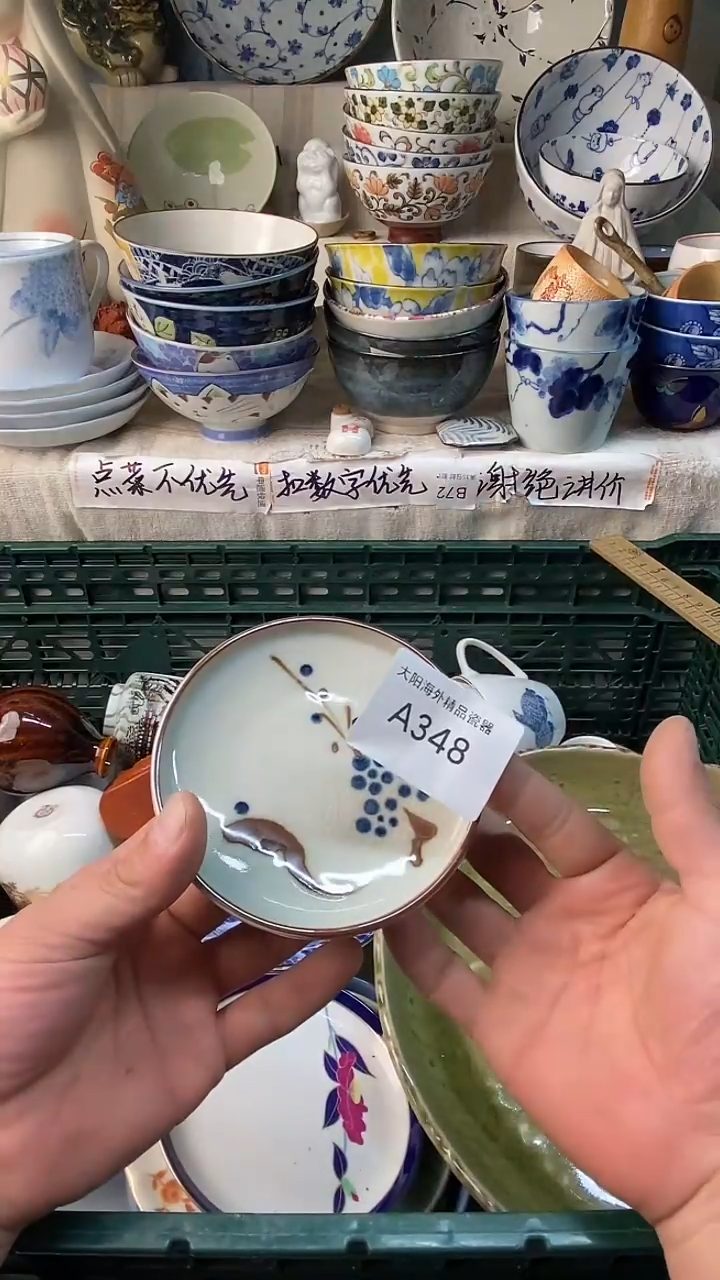 点菜不优先
扣数字优先
B72
谢绝讲价
大阳海外精品瓷器
A348